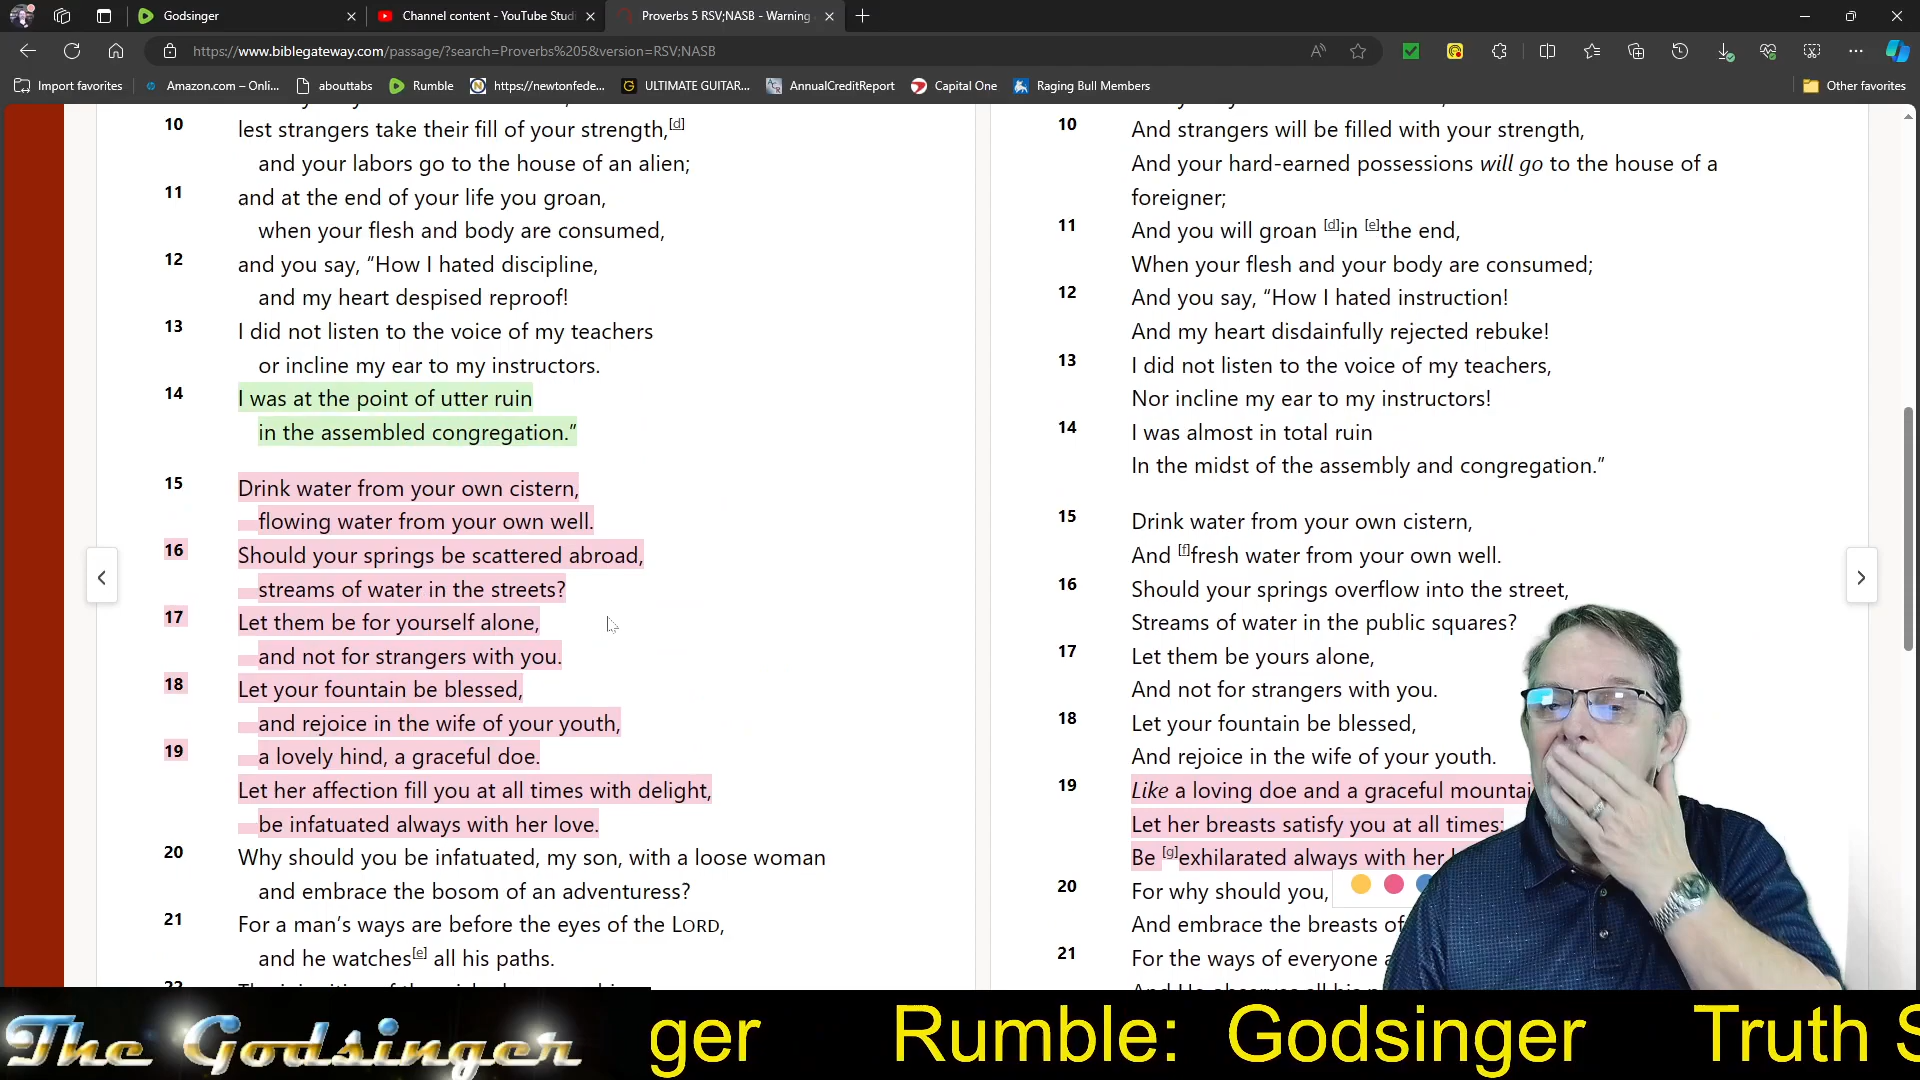 Godsinger
Channel content - YouTube Studi
Proverbs 5 RSV;NASB - Warning
https://www.biblegateway.com/passage/?search=Proverbs%205&version=RSV;NASB
Import favorites
Amazon.com – Onli...
abouttabs
Rumble
https://newtonfede...
ULTIMATE GUITAR...
AnnualCreditReport
Capital One
Raging Bull Members
Other favorites
10 lest strangers take their fill of your strength,[d]
and your labors go to the house of an alien;
11 and at the end of your life you groan,
when your flesh and body are consumed,
12 and you say, “How I hated discipline,
and my heart despised reproof!
13 I did not listen to the voice of my teachers
or incline my ear to my instructors.
14 I was at the point of utter ruin
in the assembled congregation.”
15 Drink water from your own cistern,
flowing water from your own well.
16 Should your springs be scattered abroad,
streams of water in the streets?
17 Let them be for yourself alone,
and not for strangers with you.
18 Let your fountain be blessed,
and rejoice in the wife of your youth,
19 a lovely hind, a graceful doe.
Let her affection fill you at all times with delight,
be infatuated always with her love.
20 Why should you be infatuated, my son, with a loose woman
and embrace the bosom of an adventuress?
21 For a man’s ways are before the eyes of the LORD,
and he watches[e] all his paths.
22
10 And strangers will be filled with your strength,
And your hard-earned possessions will go to the house of a
foreigner;
11 And you will groan [d]in [e]the end,
When your flesh and your body are consumed;
12 And you say, “How I hated instruction!
And my heart disdainfully rejected rebuke!
13 I did not listen to the voice of my teachers,
Nor incline my ear to my instructors!
14 I was almost in total ruin
In the midst of the assembly and congregation.”
15 Drink water from your own cistern,
And [f]fresh water from your own well.
16 Should your springs overflow into the street,
Streams of water in the public squares?
17 Let them be yours alone,
And not for strangers with you.
18 Let your fountain be blessed,
And rejoice in the wife of your youth.
19 Like a loving doe and a graceful mountai
Let her breasts satisfy you at all times;
Be [g]exhilarated always with her
20 For why should you,
And embrace the breasts of
21 For the ways of everyone
The Godsinger
ger Rumble: Godsinger Truth S